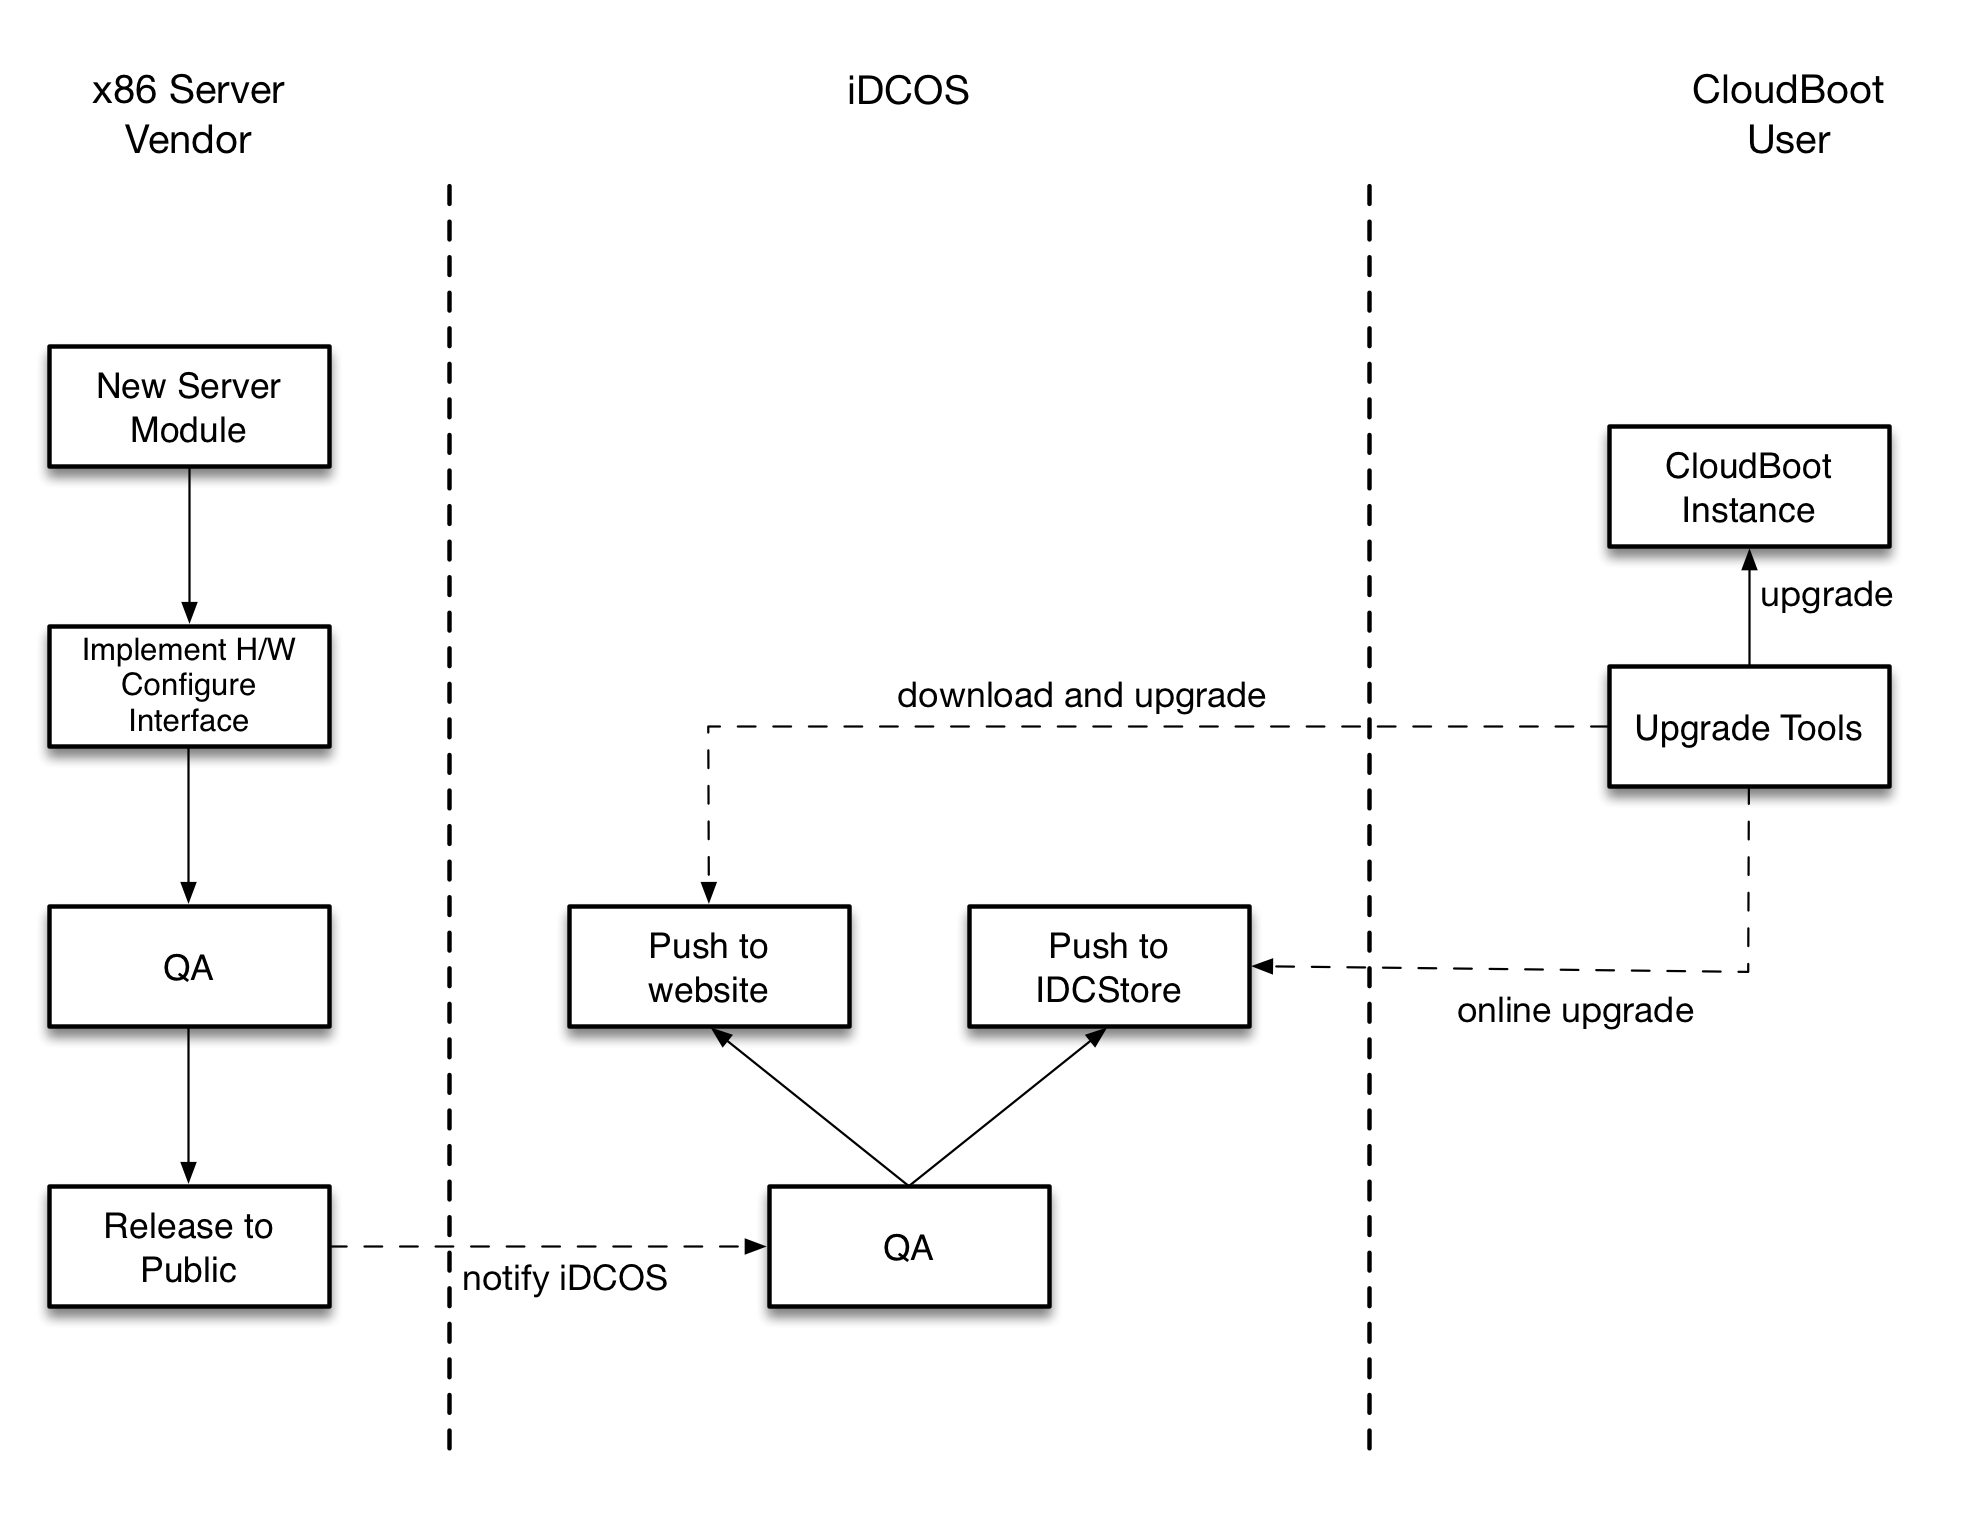 x86 Server
Vendor
iDCOS
CloudBoot
User
New Server
Module
CloudBoot
Instance
upgrade
Implement H/W
Configure
Interface
download and upgrade
Upgrade Tools
QA
Push to
website
Push to
IDCStore
online upgrade
Release to
Public
notify iDCOS
QA